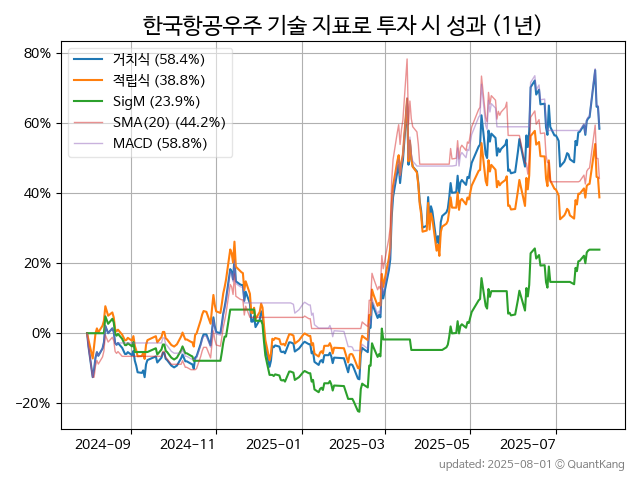 한국항공우주 기술 지표로 투자 시 성과 (1년)
80%
60%
40%
20%
0%
−20%
거치식 (58.4%)
적립식 (38.8%)
SigM (23.9%)
SMA(20) (44.2%)
MACD (58.8%)
2024-09
2024-11
2025-01
2025-03
2025-05
2025-07
updated: 2025-08-01 © QuantKang